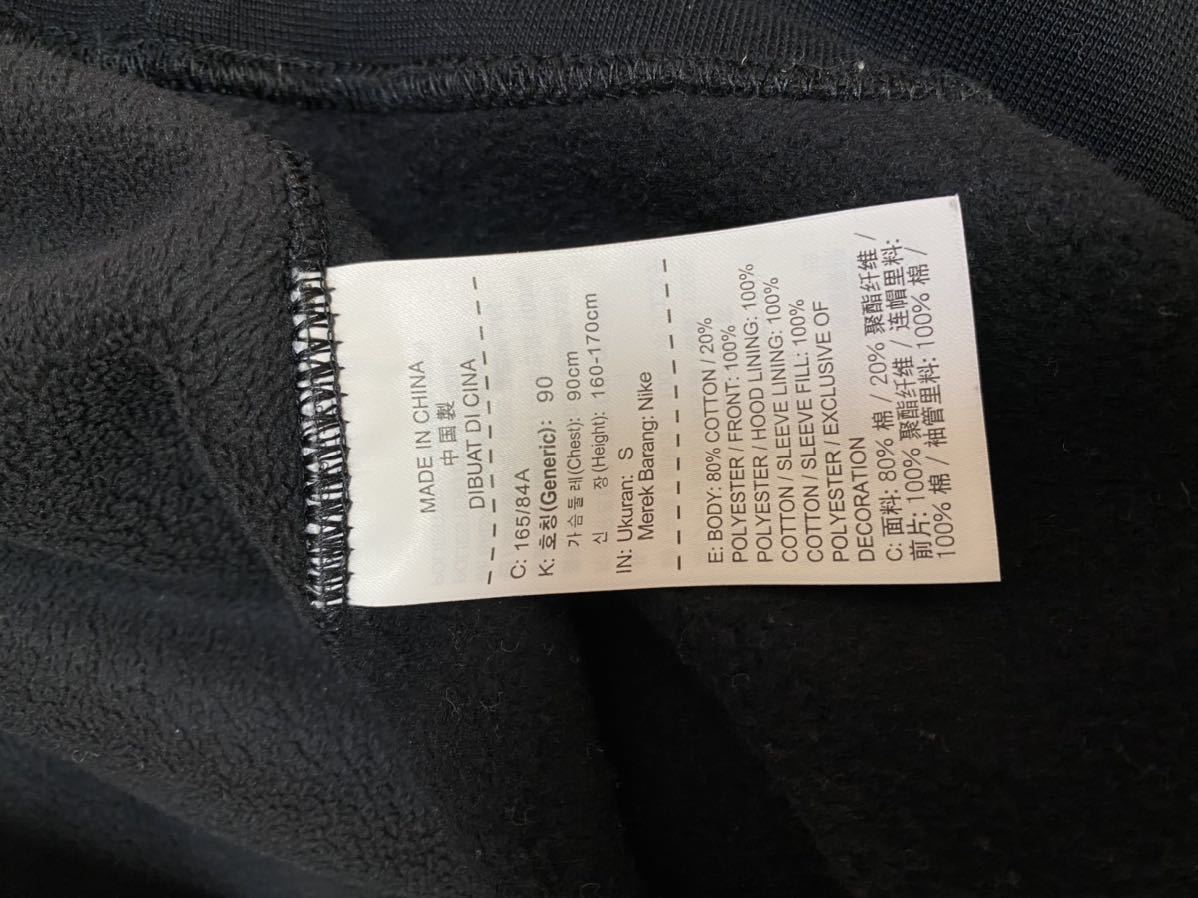 MADE IN CHINA
中国製
DIBUAT DI CINA
C: 165/84A
K: 호칭(Generic): 90
가슴둘레(Chest): 90cm
신 장(Height): 160-170cm
IN: Ukuran: S
Merek Barang: Nike
E: BODY: 80% COTTON / 20%
POLYESTER / FRONT: 100%
POLYESTER / HOOD LINING: 100%
COTTON / SLEEVE LINING: 100%
COTTON / SLEEVE FILL: 100%
POLYESTER / EXCLUSIVE OF
DECORATION
C: 面料: 80% 棉 / 20% 聚酯纤维 /
前片: 100% 聚酯纤维 / 连帽里料:
100% 棉 / 袖管里料: 100% 棉 /